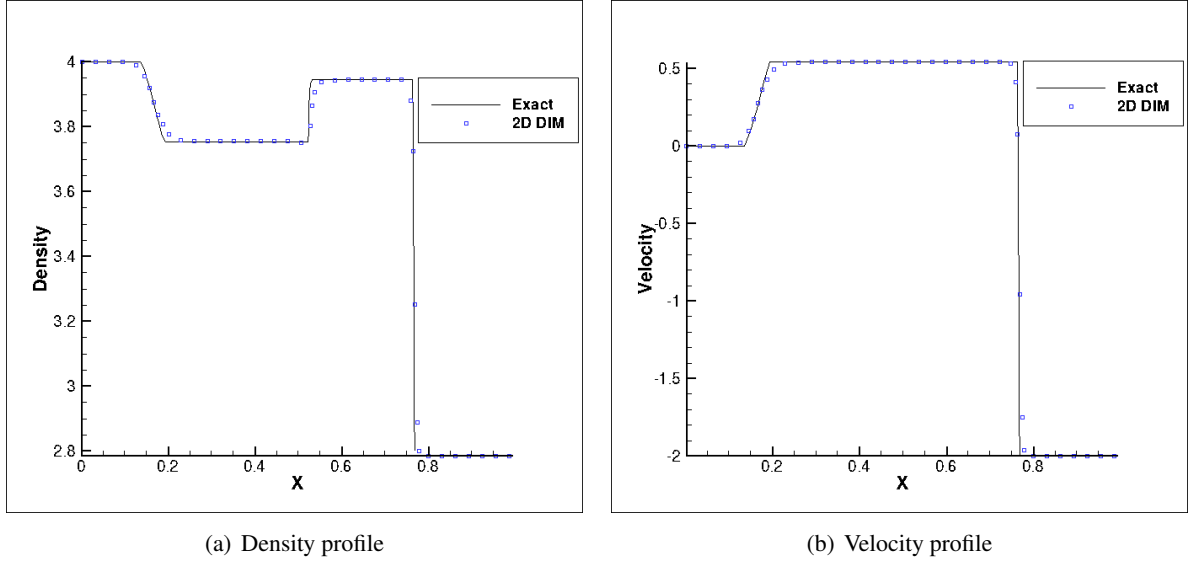 4
3.8
3.6
3.4
3.2
3
2.8
Density
0 0.2 0.4 0.6 0.8
X
Exact
2D DIM
0.5
0
-0.5
-1
-1.5
-2
Velocity
0.2 0.4 0.6 0.8
X
Exact
2D DIM
(a) Density profile
(b) Velocity profile